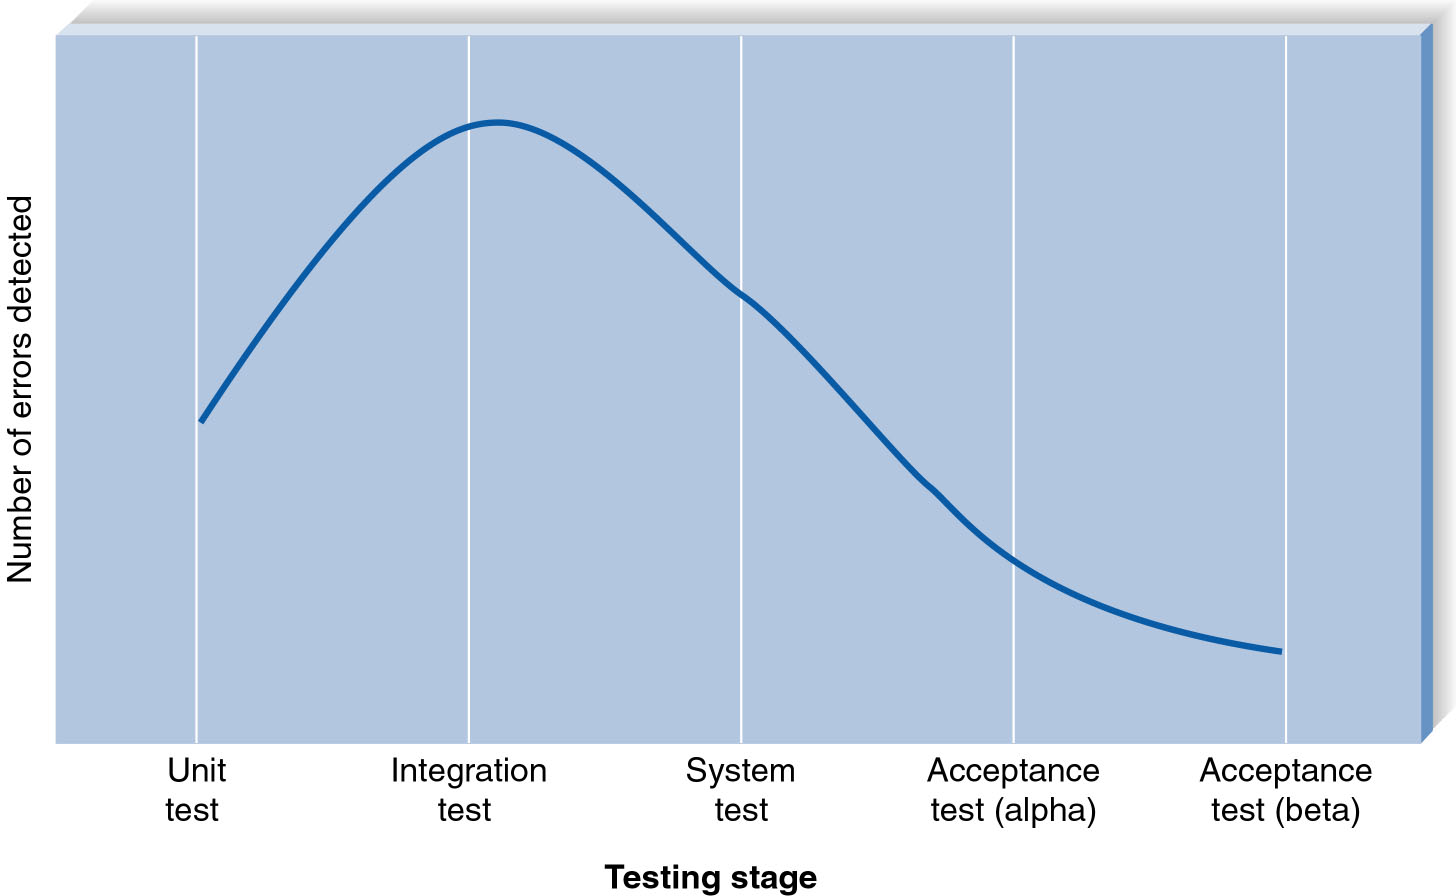 Number of errors detected
Unit
test
Integration
test
System
test
Acceptance
test (alpha)
Acceptance
test (beta)
Testing stage